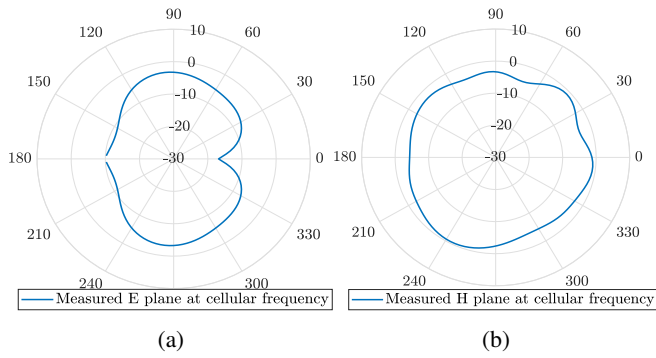 90 90
120 10 60 120 10 60
0 0
150 -10 30 150 -10 30
-20 -20
180 -30 0 180 -30 0
210 330 210 330
240 300 240 300
Measured E plane at cellular frequency Measured H plane at cellular frequency
(a) (b)